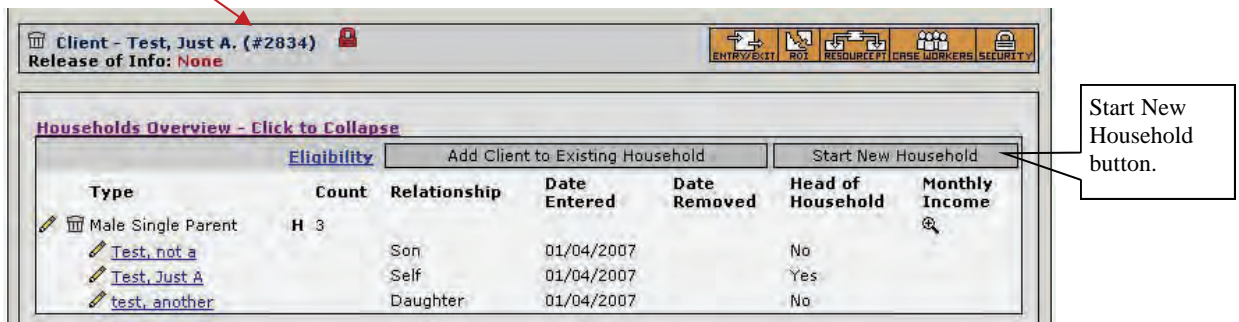 Client - Test, Just A. (#2834)
Release of Info: None
ENTRY/EXIT ROI RESOURCEPT CASE WORKERS SECURITY
Households Overview - Click to Collapse
Eligibility Add Client to Existing Household Start New Household
Type Count Relationship Date Entered Date Removed Head of Household Monthly Income
Male Single Parent H 3
Test, not a Son 01/04/2007 No
Test, Just A Self 01/04/2007 Yes
test, another Daughter 01/04/2007 No
Start New
Household
button.